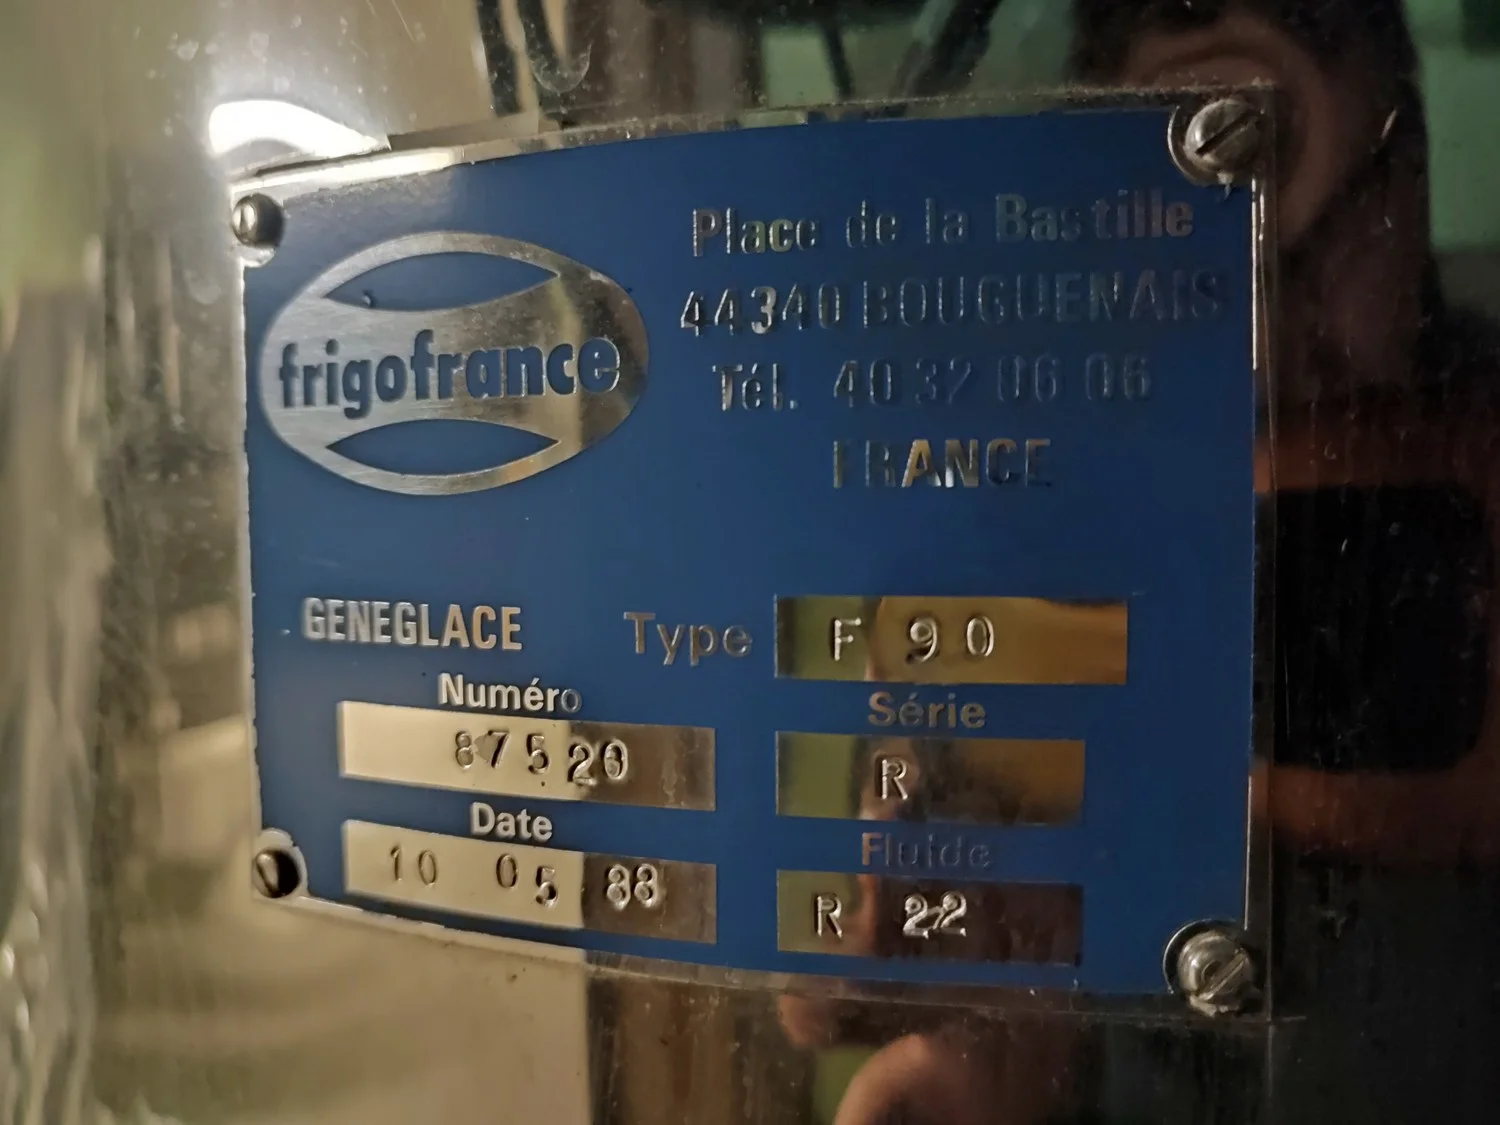 frigofrance
Place de la Bastille
44340 BOUGUENAIS
Tél. 40 32 06 06
FRANCE
GENEGLACE
Type F 90
Numéro
87520
Série
R
Date
10 05 88
Fluide
R 22